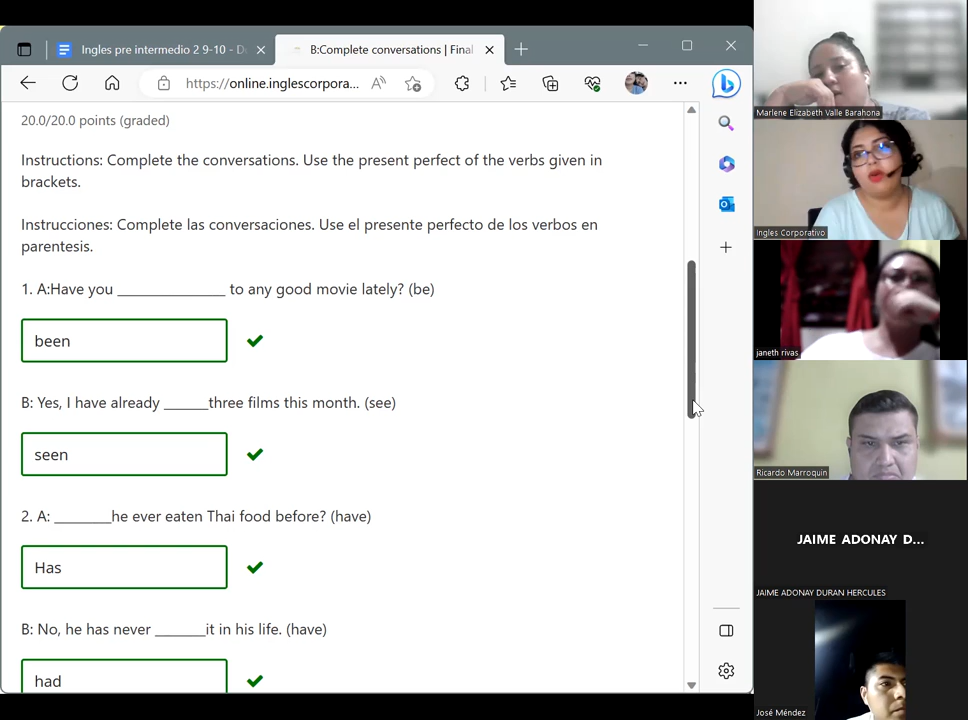 Ingles pre intermedio 2 9-10 - D
B:Complete conversations | Final
https://online.inglescorpora...
20.0/20.0 points (graded)
Instructions: Complete the conversations. Use the present perfect of the verbs given in
brackets.
Instrucciones: Complete las conversaciones. Use el presente perfecto de los verbos en
parentesis.
1. A:Have you _______________ to any good movie lately? (be)
been
B: Yes, I have already ______three films this month. (see)
seen
2. A: ________he ever eaten Thai food before? (have)
Has
B: No, he has never _______it in his life. (have)
had
Marlene Elizabeth Valle Barahona
Ingles Corporativo
janeth rivas
Ricardo Marroquin
JAIME ADONAY D...
JAIME ADONAY DURAN HERCULES
José Méndez